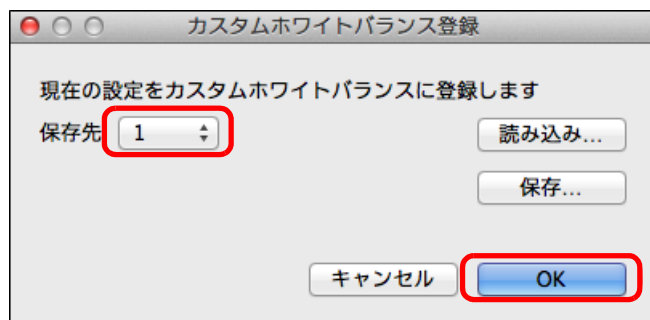 カスタムホワイトバランス登録
現在の設定をカスタムホワイトバランスに登録します
保存先 1 読み込み...
保存...
キャンセル OK